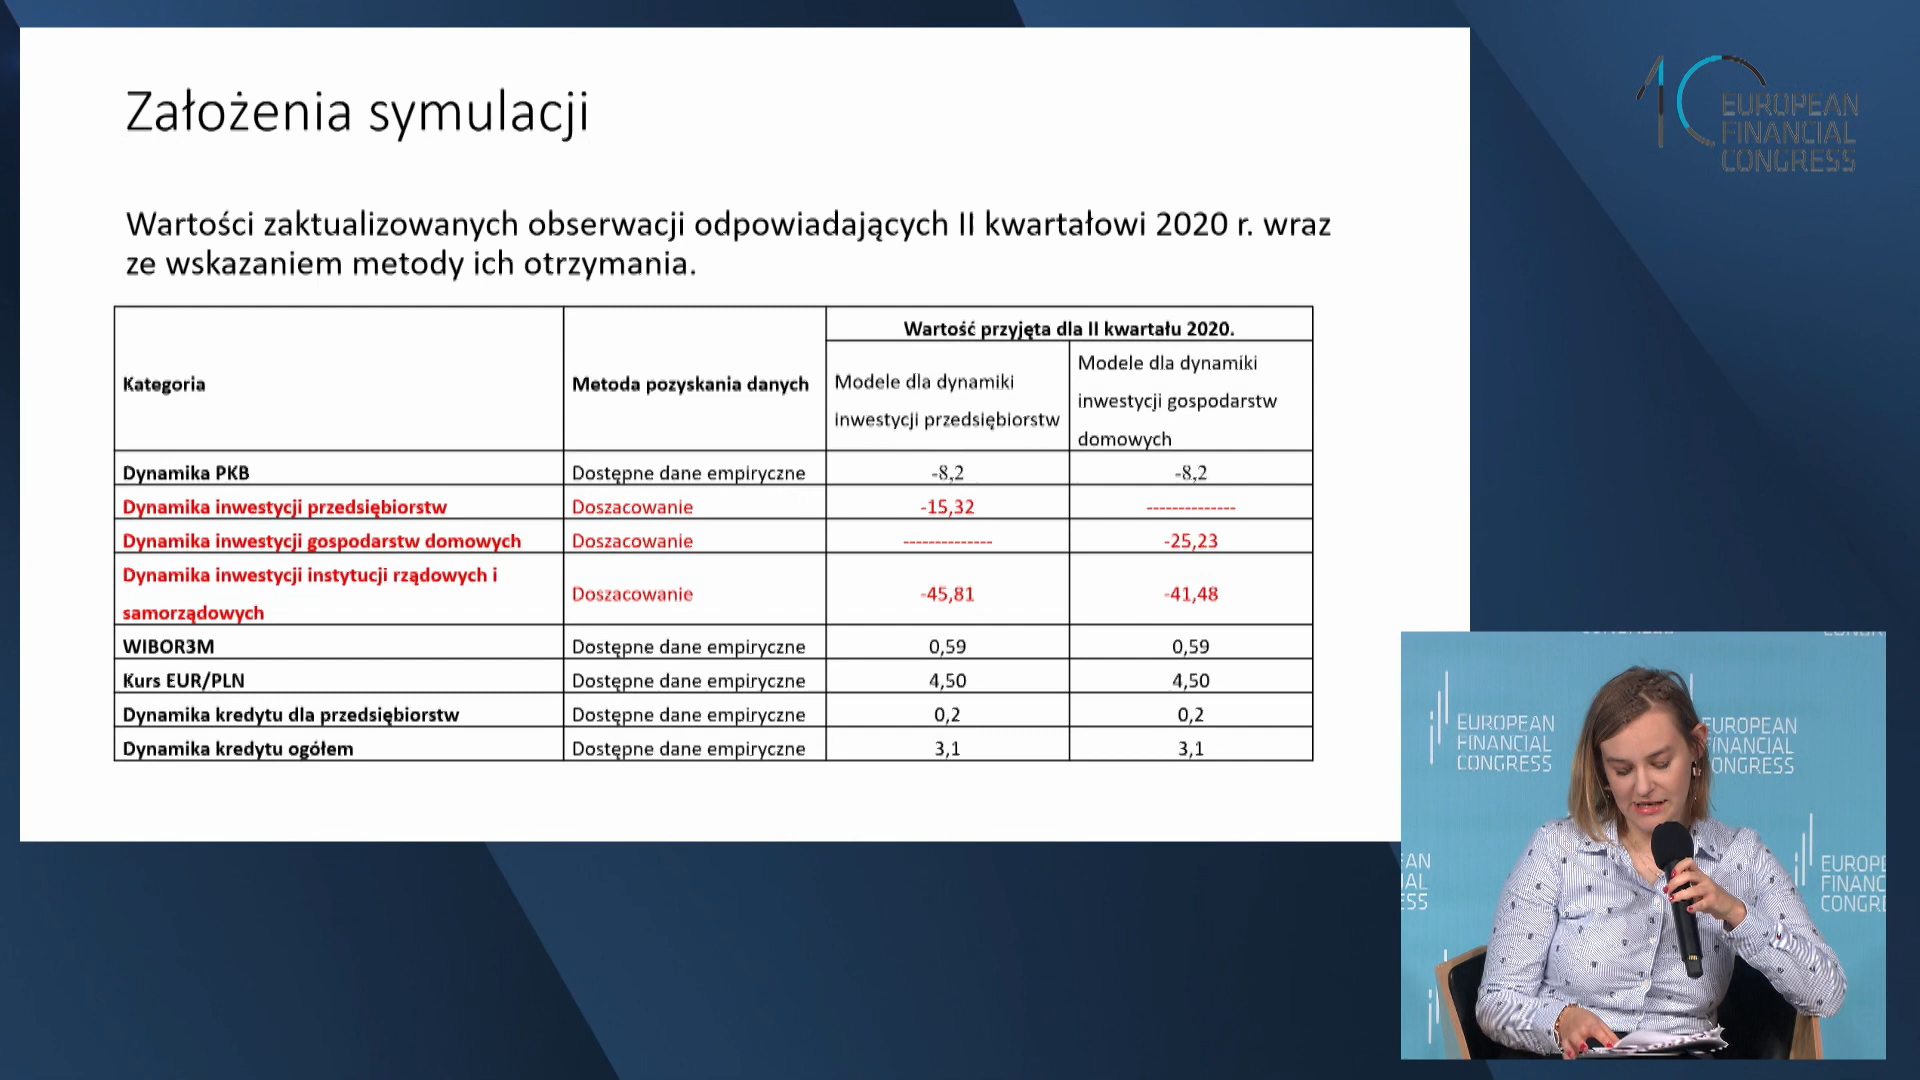 Założenia symulacji
EUROPEAN
FINANCIAL
CONGRESS
Wartości zaktualizowanych obserwacji odpowiadających II kwartałowi 2020 r. wraz
ze wskazaniem metody ich otrzymania.
Kategoria
Metoda pozyskania danych
Wartość przyjęta dla II kwartału 2020.
Modele dla dynamiki
inwestycji przedsiębiorstw
Modele dla dynamiki
inwestycji gospodarstw
domowych
Dynamika PKB Dostępne dane empiryczne -8,2 -8,2
Dynamika inwestycji przedsiębiorstw Doszacowanie -15,32 --------------
Dynamika inwestycji gospodarstw domowych Doszacowanie -------------- -25,23
Dynamika inwestycji instytucji rządowych i
samorządowych Doszacowanie -45,81 -41,48
WIBOR3M Dostępne dane empiryczne 0,59 0,59
Kurs EUR/PLN Dostępne dane empiryczne 4,50 4,50
Dynamika kredytu dla przedsiębiorstw Dostępne dane empiryczne 0,2 0,2
Dynamika kredytu ogółem Dostępne dane empiryczne 3,1 3,1
EUROPEAN
FINANCIAL
CONGRESS